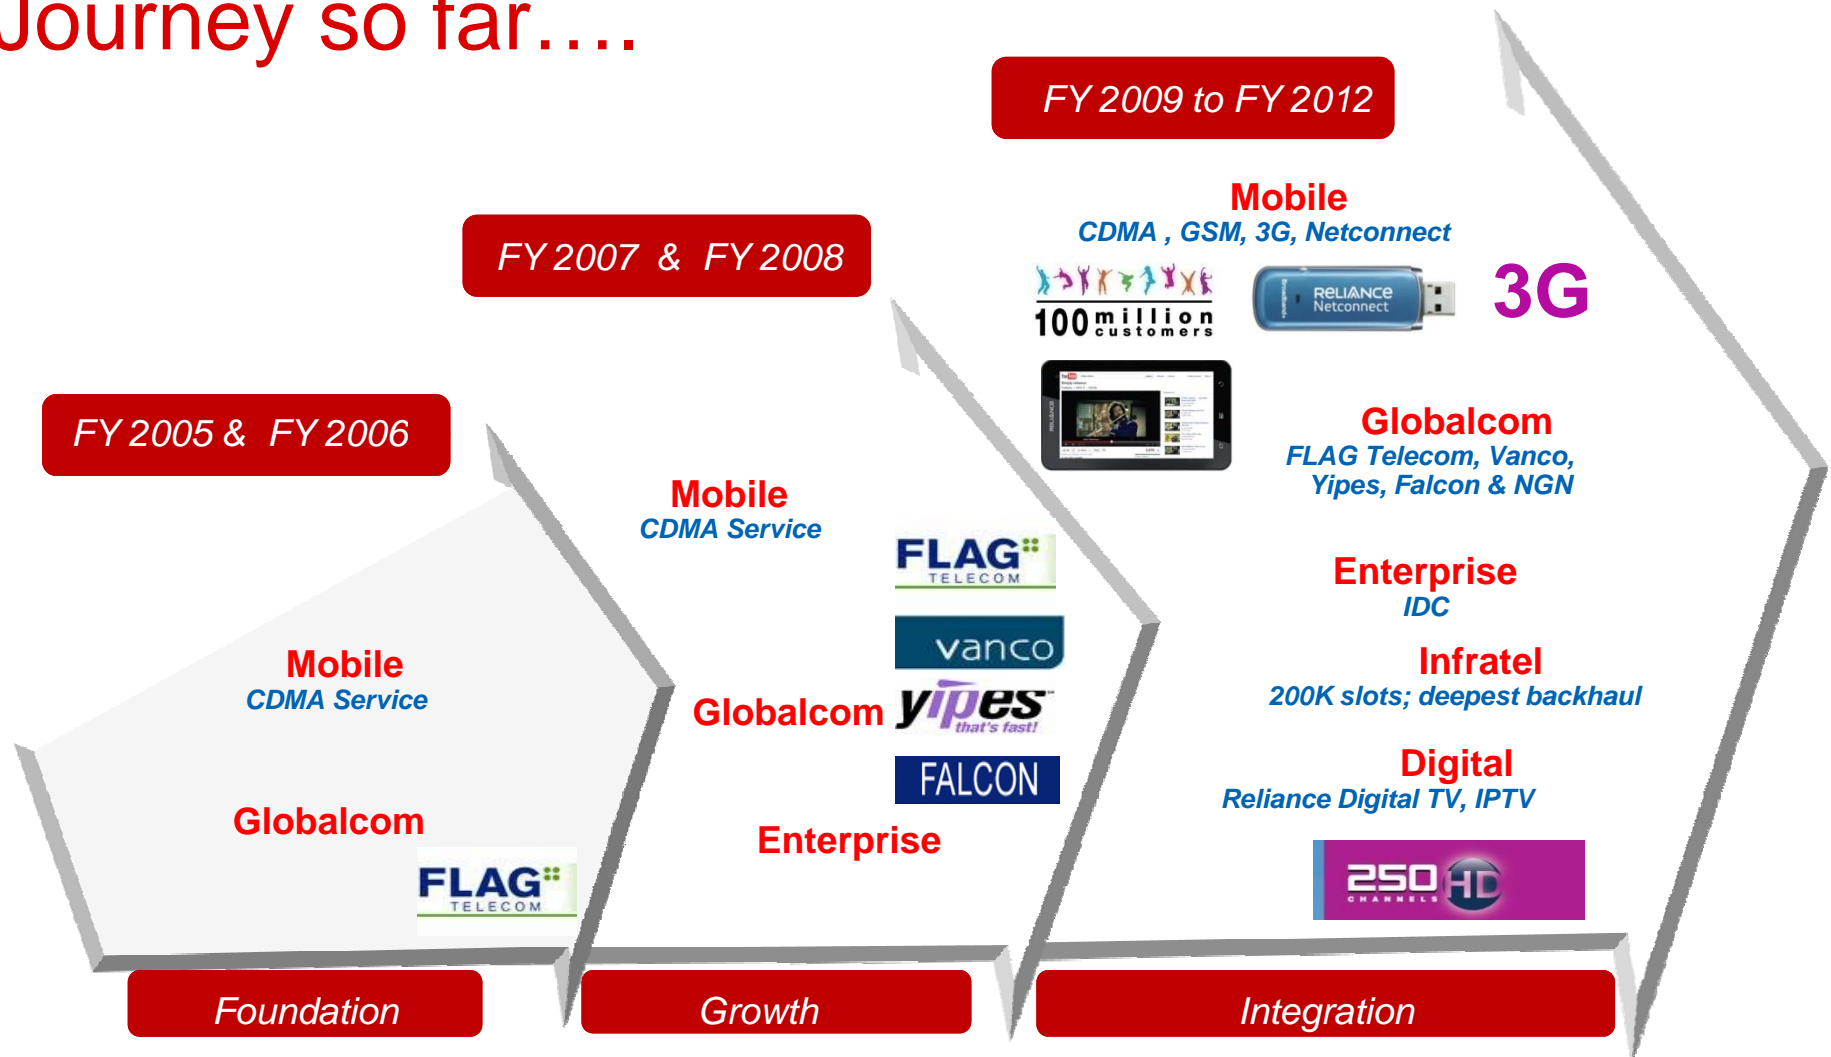 Journey so far….
FY 2009 to FY 2012
Mobile
CDMA , GSM, 3G, Netconnect
100 million customers
Broadband+
RELIANCE
Netconnect
3G
RELIANCE
Globalcom
FLAG Telecom, Vanco,
Yipes, Falcon & NGN
Enterprise
IDC
Infratel
200K slots; deepest backhaul
Digital
Reliance Digital TV, IPTV
250 HD
CHANNELS
Integration
FY 2007 & FY 2008
Mobile
CDMA Service
FLAG
TELECOM
vanco
Globalcom
yipes™
that's fast!
FALCON
Enterprise
Growth
FY 2005 & FY 2006
Mobile
CDMA Service
Globalcom
FLAG
TELECOM
Foundation